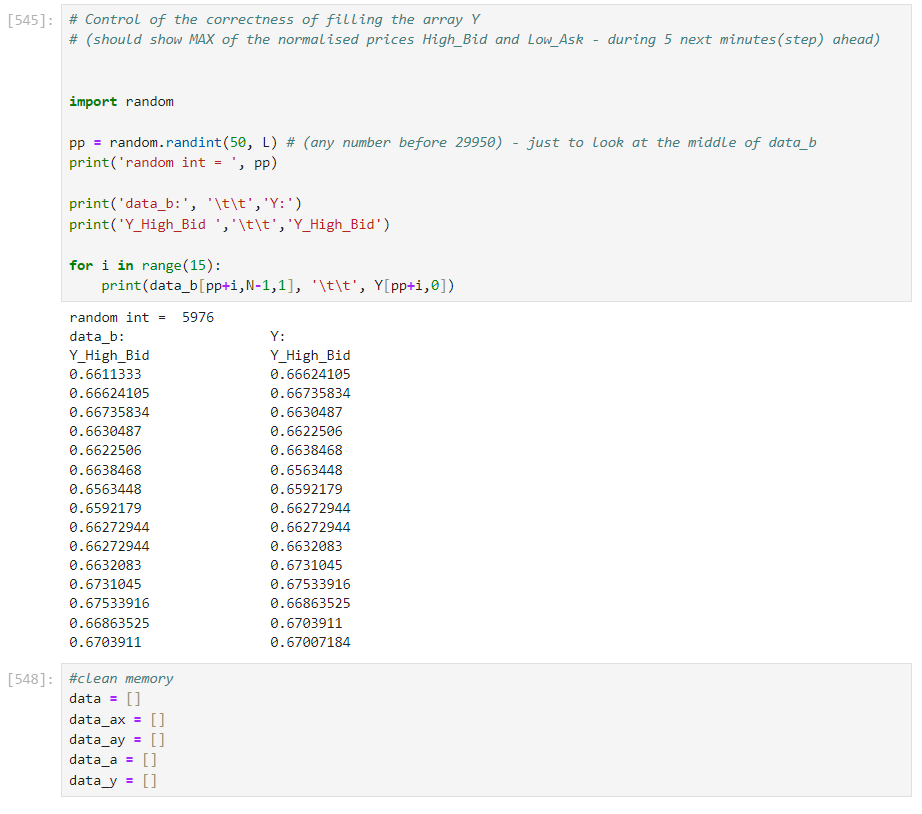 [545]:
# Control of the correctness of filling the array Y
# (should show MAX of the normalised prices High_Bid and Low_Ask - during 5 next minutes(step) ahead)
import random
pp = random.randint(50, L) # (any number before 29950) - just to look at the middle of data_b
print('random int = ', pp)
print('data_b:', '\t\t','Y:')
print('Y_High_Bid ','\t\t','Y_High_Bid')
for i in range(15):
    print(data_b[pp+i,N-1,1], '\t\t', Y[pp+i,0])
random int =  5976
data_b: Y:
Y_High_Bid Y_High_Bid
0.6611333 0.66624105
0.66624105 0.66735834
0.66735834 0.6630487
0.6630487 0.6622506
0.6622506 0.6638468
0.6638468 0.6563448
0.6563448 0.6592179
0.6592179 0.66272944
0.66272944 0.66272944
0.66272944 0.6632083
0.6632083 0.6731045
0.6731045 0.67533916
0.67533916 0.66863525
0.66863525 0.6703911
0.6703911 0.67007184
[548]:
#clean memory
data = []
data_ax = []
data_ay = []
data_a = []
data_y = []